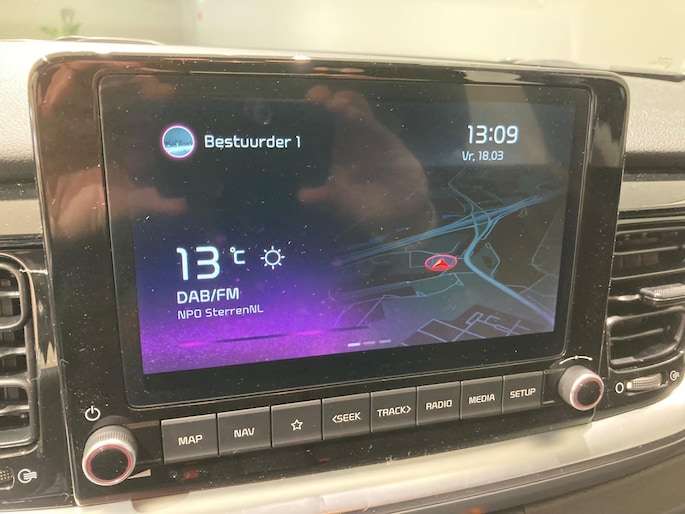 Bestuurder 1
13:09
Vr, 18.03
13 °C
DAB/FM
NPO SterrenNL
MAP
NAV
<SEEK
TRACK>
RADIO
MEDIA
SETUP